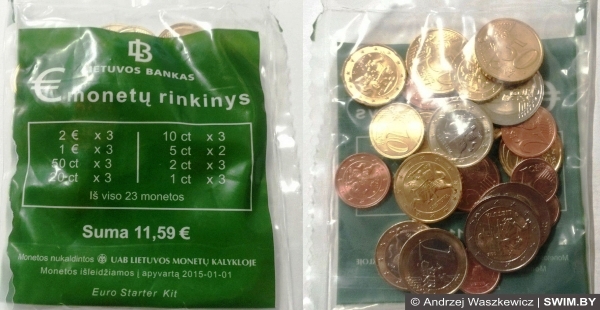 LIETUVOS BANKAS
€ monetų rinkinys
2 € x 3 10 ct x 3
1 € x 3 5 ct x 2
50 ct x 3 2 ct x 3
20 ct x 3 1 ct x 3
Iš viso 23 monetos
Suma 11,59 €
Monetos nukaldintos UAB LIETUVOS MONETŲ KALYKLOJE
Monetos išleidžiamos į apyvartą 2015-01-01
Euro Starter Kit
© Andrzej Waszkewicz | SWIM.BY